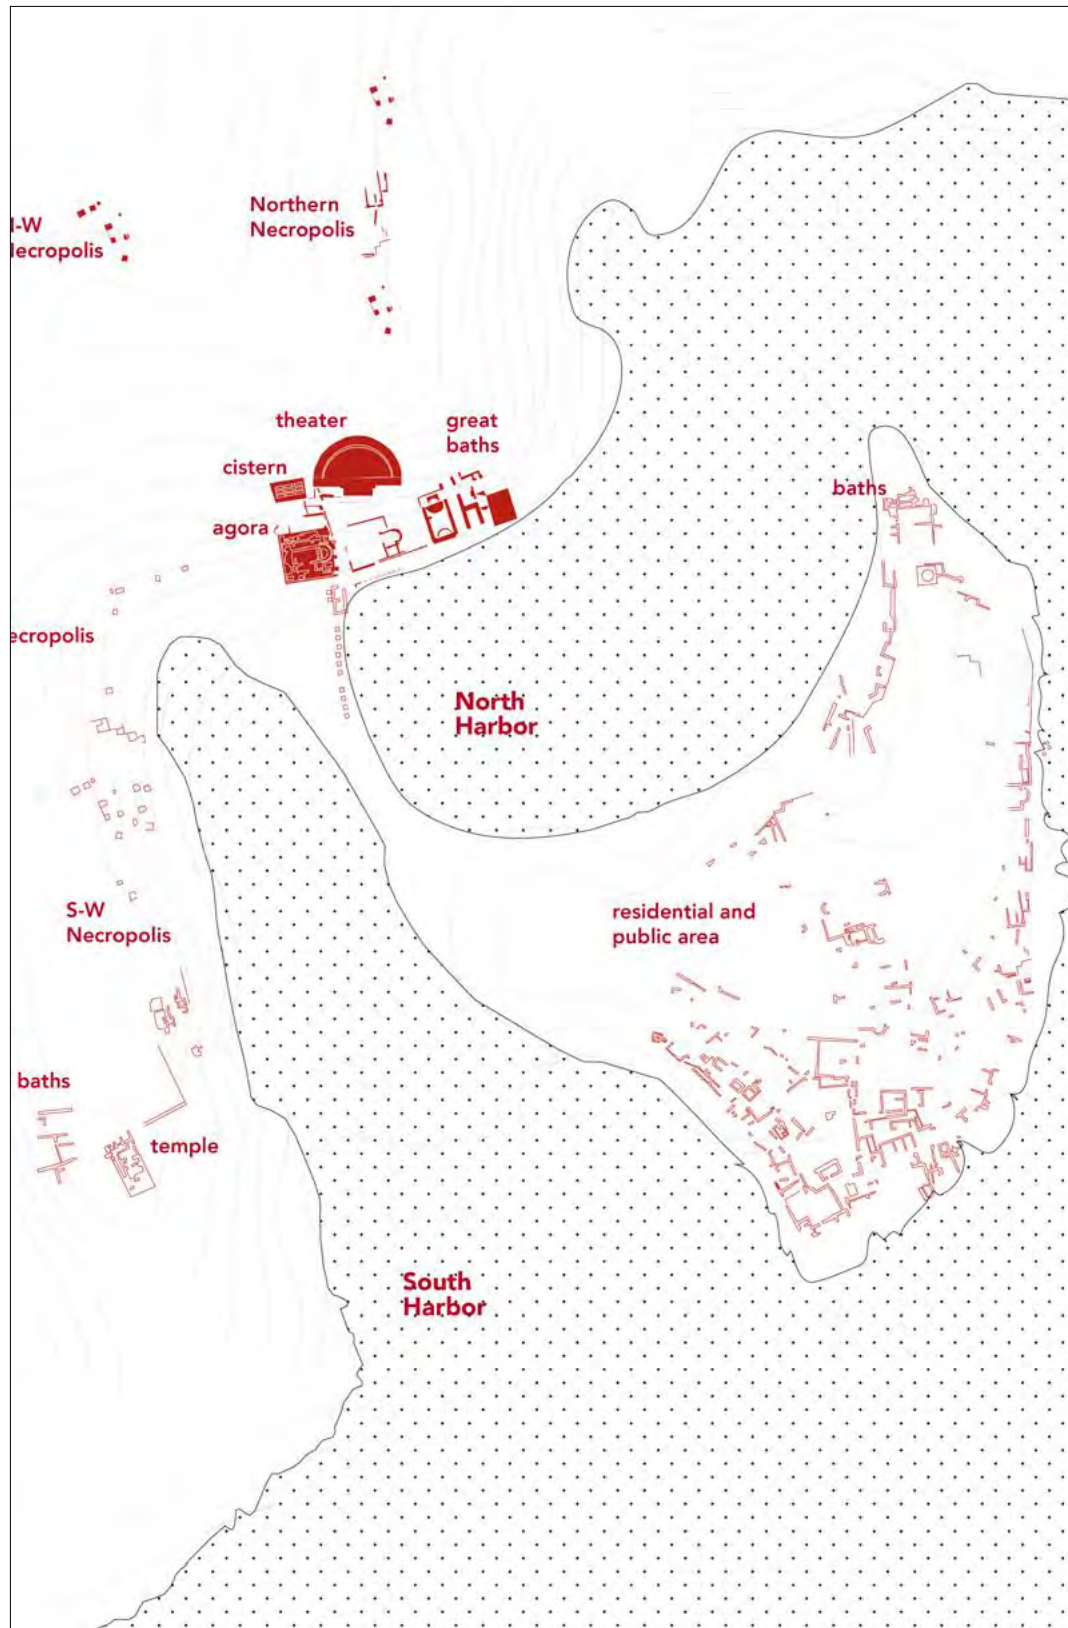 Northern
Necropolis
I-W
lecropolis
theater
great
baths
cistern
baths
agora
ecropolis
North
Harbor
S-W
Necropolis
residential and
public area
baths
temple
South
Harbor